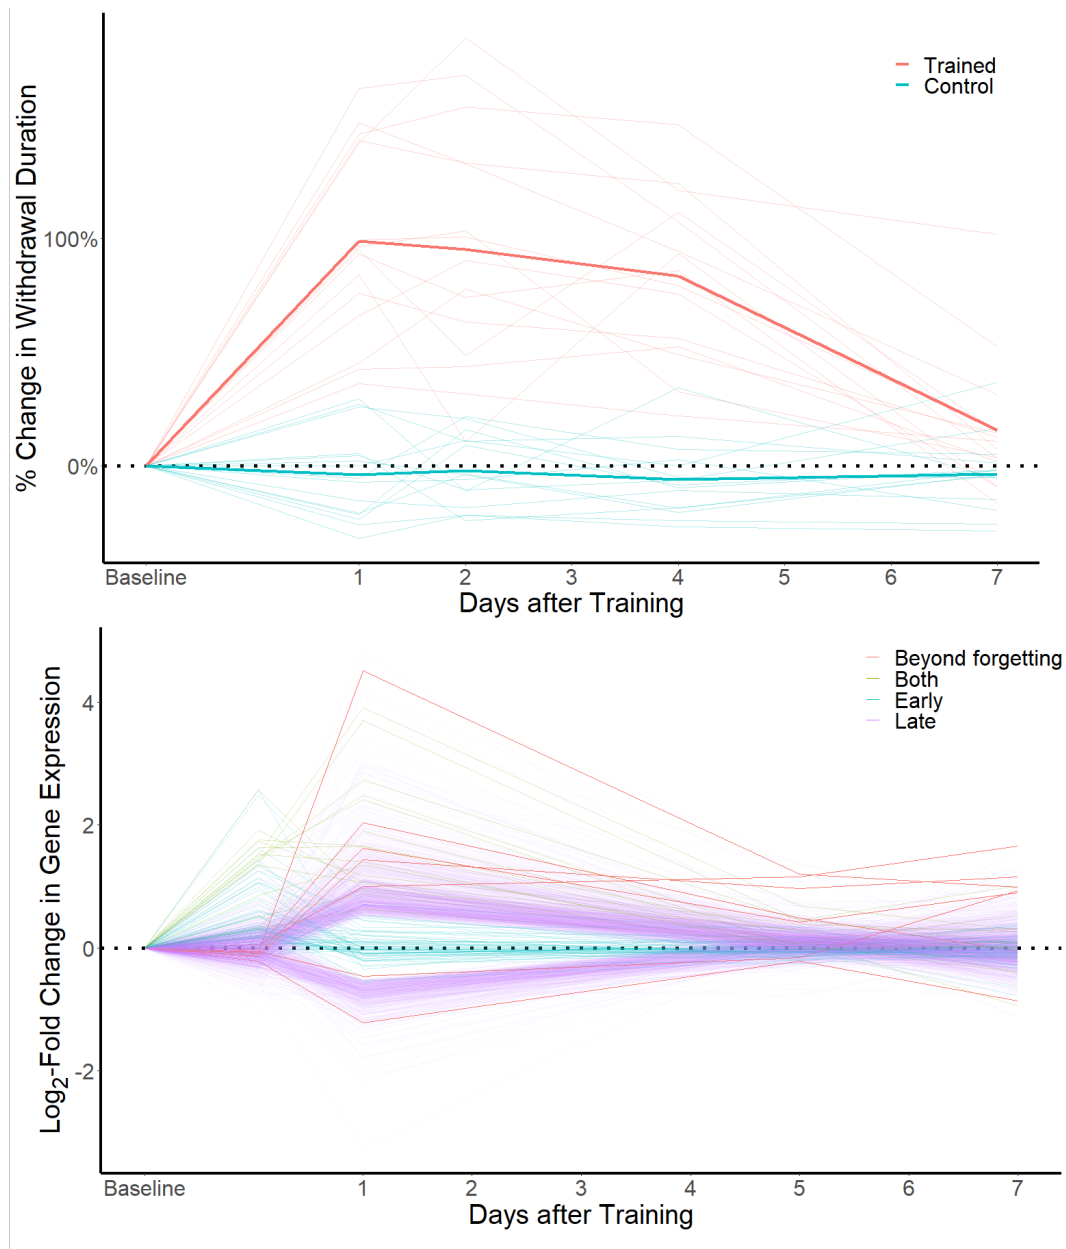 % Change in Withdrawal Duration
Trained
Control
100%
0%
Baseline 1 2 3 4 5 6 7
Days after Training
Log2-Fold Change in Gene Expression
Beyond forgetting
Both
Early
Late
4
2
0
-2
Baseline 1 2 3 4 5 6 7
Days after Training